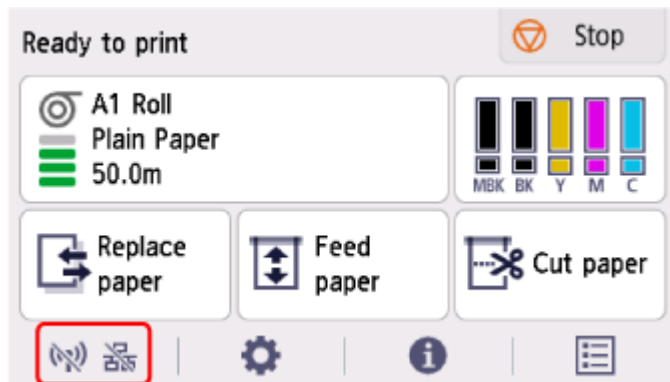 Ready to print
Stop
A1 Roll
Plain Paper
50.0m
MBK BK Y M C
Replace
paper
Feed
paper
Cut paper